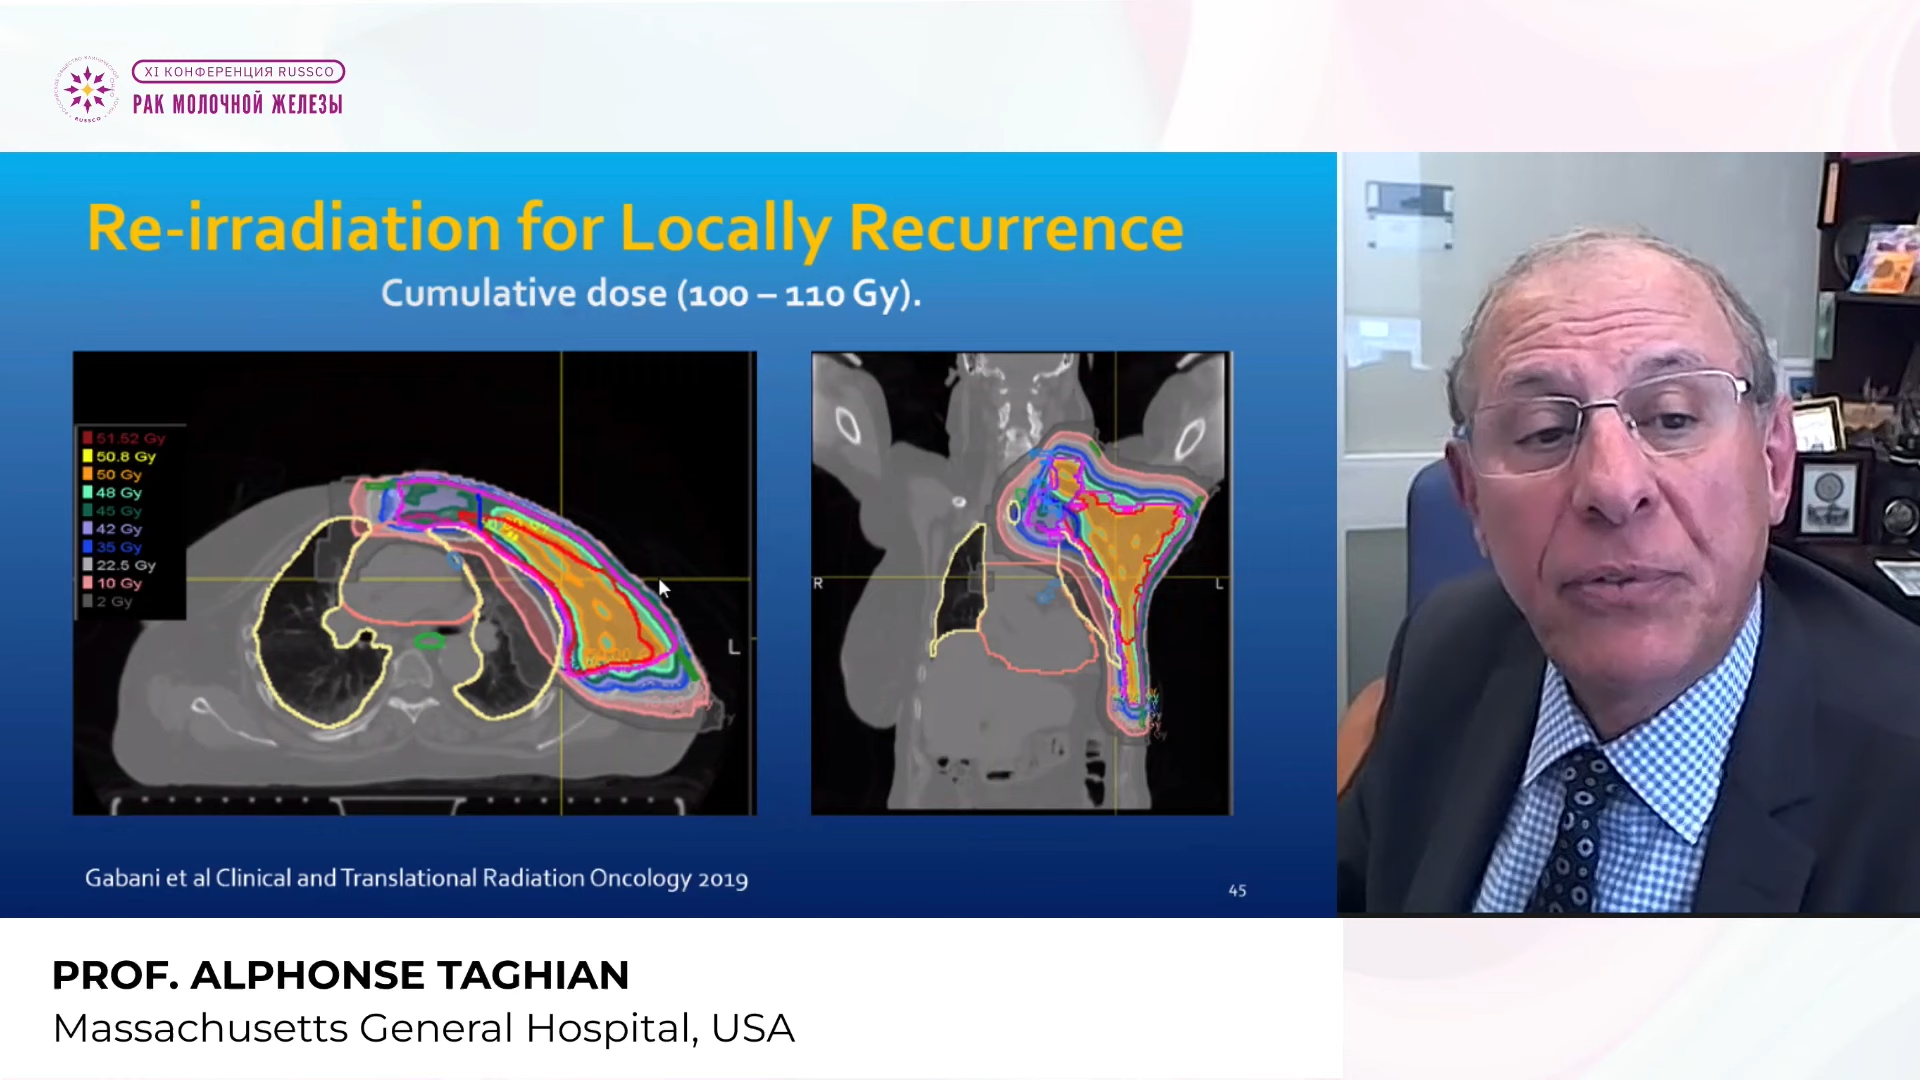 XI КОНФЕРЕНЦИЯ RUSSCO
РАК МОЛОЧНОЙ ЖЕЛЕЗЫ
RUSSCO
Re-irradiation for Locally Recurrence
Cumulative dose (100 – 110 Gy).
51.52 Gy
50.8 Gy
50 Gy
48 Gy
45 Gy
42 Gy
35 Gy
22.5 Gy
10 Gy
2 Gy
L
R
L
Gabani et al Clinical and Translational Radiation Oncology 2019
45
PROF. ALPHONSE TAGHIAN
Massachusetts General Hospital, USA